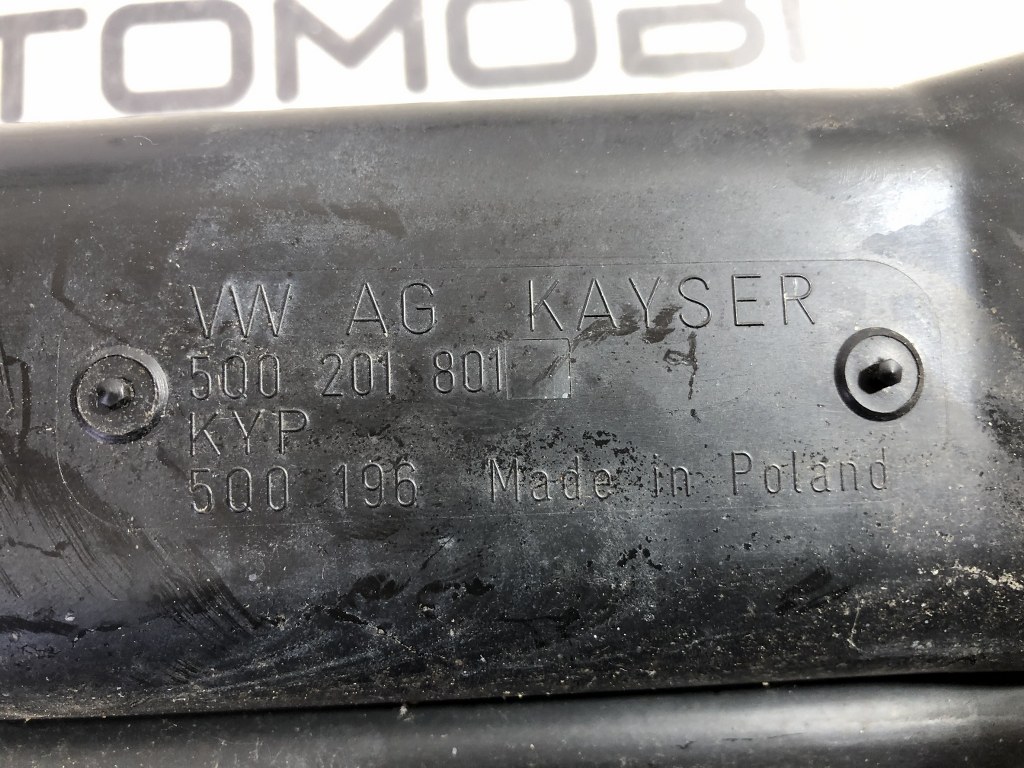 TOMOBI
VW AG KAYSER
5Q0 201 801
KYP
5Q0 196 Made in Poland